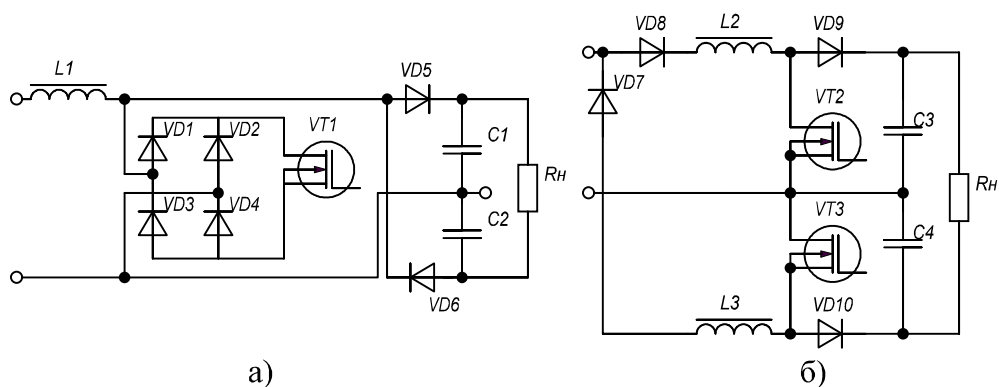 L1
VD5
VD1
VD2
VT1
C1
Rн
VD3
VD4
C2
VD6
а)
VD8
L2
VD9
VD7
VT2
C3
VT3
Rн
C4
L3
VD10
б)